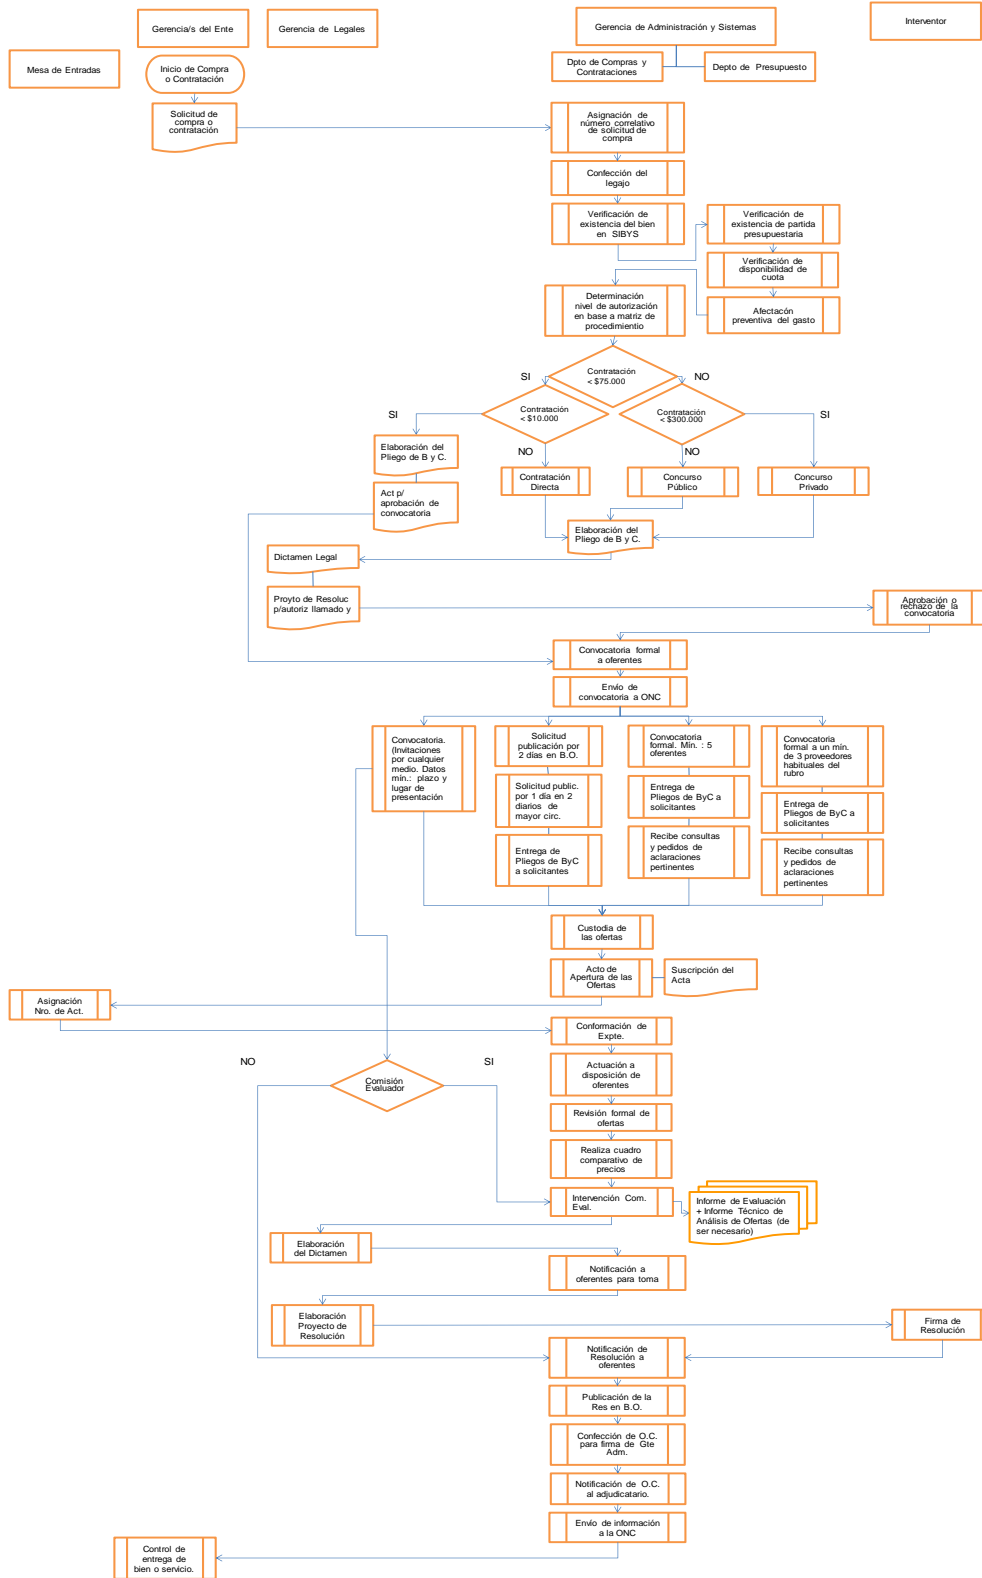 Gerencia/s del Ente
Gerencia de Legales
Gerencia de Administración y Sistemas
Interventor
Mesa de Entradas
Inicio de Compra
o Contratación
Dpto de Compras y
Contrataciones
Depto de Presupuesto
Solicitud de
compra o
contratación
Asignación de
número correlativo
de solicitud de
compra
Confección del
legajo
Verificación de
existencia del bien
en SIBYS
Verificación de
existencia de partida
presupuestaria
Verificación de
disponibilidad de
cuota
Afectacón
preventiva del gasto
Determinación
nivel de autorización
en base a matriz de
procedimiento
Contratación
< $75.000
SI
NO
Contratación
< $10.000
Contratación
< $300.000
SI
SI
NO
NO
Elaboración del
Pliego de B y C.
Act p/
aprobación de
convocatoria
Contratación
Directa
Concurso
Público
Concurso
Privado
Elaboración del
Pliego de B y C.
Dictamen Legal
Proyto de Resoluc
p/autoriz llamado y
Aprobación o
rechazo de la
convocatoria
Convocatoria formal
a oferentes
Envío de
convocatoria a ONC
Convocatoria.
(Invitaciones
por cualquier
medio. Datos
mín.: plazo y
lugar de
presentación
Solicitud
publicación por
2 días en B.O.
Solicitud public.
por 1 día en 2
diarios de
mayor circ.
Entrega de
Pliegos de ByC
a solicitantes
Convocatoria
formal. Mín. : 5
oferentes
Entrega de
Pliegos de ByC a
solicitantes
Recibe consultas
y pedidos de
aclaraciones
pertinentes
Convocatoria
formal a un mín.
de 3 proveedores
habituales del
rubro
Entrega de
Pliegos de ByC a
solicitantes
Recibe consultas
y pedidos de
aclaraciones
pertinentes
Custodia de
las ofertas
Acto de
Apertura de las
Ofertas
Suscripción del
Acta
Asignación
Nro. de Act.
Conformación de
Expte.
NO
SI
Comisión
Evaluador
Actuación a
disposición de
oferentes
Revisión formal de
ofertas
Realiza cuadro
comparativo de
precios
Intervención Com.
Eval.
Informe de Evaluación
+ Informe Técnico de
Análisis de Ofertas (de
ser necesario)
Elaboración
del Dictamen
Notificación a
oferentes para toma
Elaboración
Proyecto de
Resolución
Firma de
Resolución
Notificación de
Resolución a
oferentes
Publicación de la
Res en B.O.
Confección de O.C.
para firma de Gte
Adm.
Notificación de O.C.
al adjudicatario.
Envío de información
a la ONC
Control de
entrega de
bien o servicio.